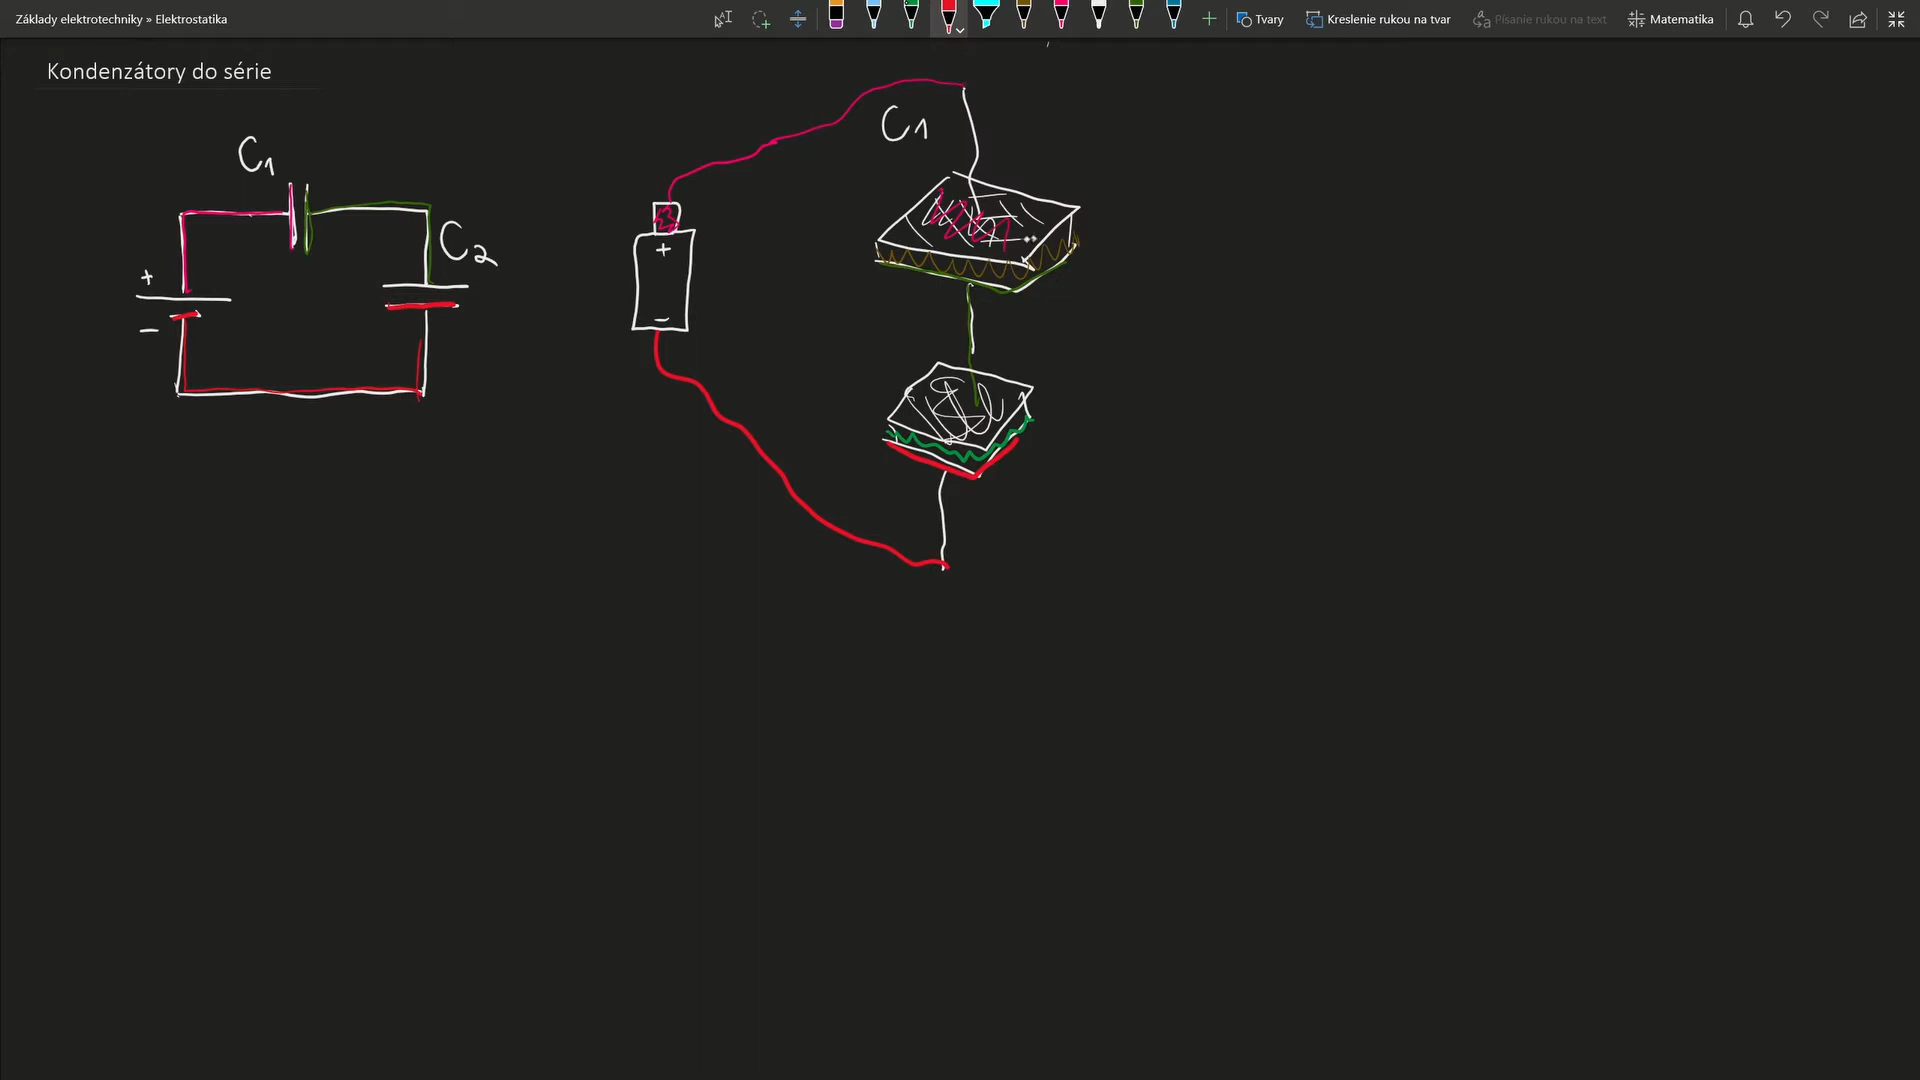 Základy elektrotechniky » Elektrostatika
Tvary
Kreslenie rukou na tvar
Písanie rukou na text
Matematika
Kondenzátory do série
C1
C2
+
−
C1
+
−